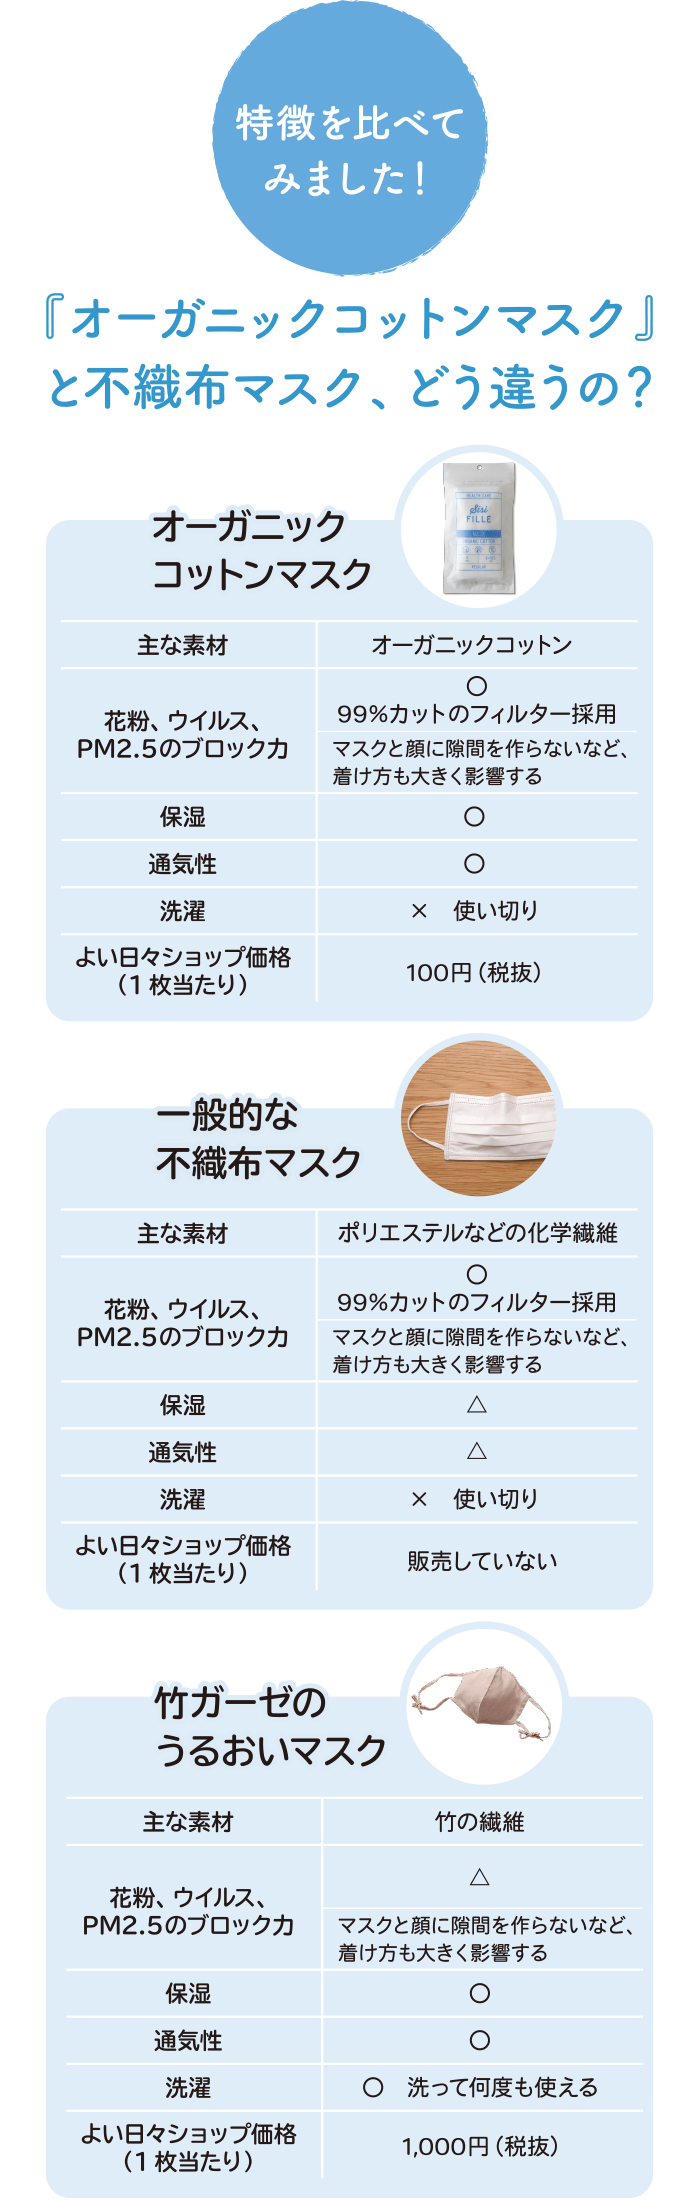 特徴を比べて
みました！
『オーガニックコットンマスク』
と不織布マスク、どう違うの？
オーガニック
コットンマスク
HEALTH CARE
Sisi
FILLE
ORGANIC COTTON
REGULAR
主な素材
オーガニックコットン
花粉、ウイルス、
PM2.5のブロック力
〇
99%カットのフィルター採用
マスクと顔に隙間を作らないなど、
着け方も大きく影響する
保湿
〇
通気性
〇
洗濯
×　使い切り
よい日々ショップ価格
（1 枚当たり）
100円（税抜）
一般的な
不織布マスク
主な素材
ポリエステルなどの化学繊維
花粉、ウイルス、
PM2.5のブロック力
〇
99%カットのフィルター採用
マスクと顔に隙間を作らないなど、
着け方も大きく影響する
保湿
△
通気性
△
洗濯
×　使い切り
よい日々ショップ価格
（1 枚当たり）
販売していない
竹ガーゼの
うるおいマスク
主な素材
竹の繊維
花粉、ウイルス、
PM2.5のブロック力
△
マスクと顔に隙間を作らないなど、
着け方も大きく影響する
保湿
〇
通気性
〇
洗濯
〇　洗って何度も使える
よい日々ショップ価格
（1 枚当たり）
1,000円（税抜）